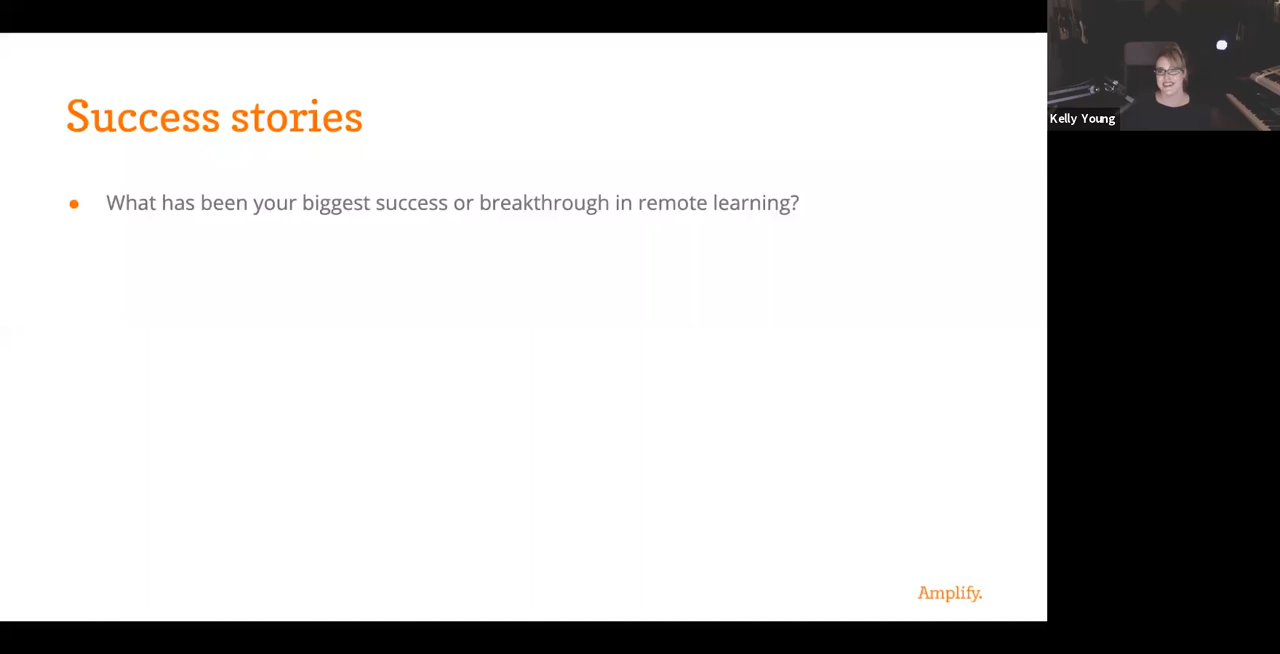 Success stories
• What has been your biggest success or breakthrough in remote learning?
Kelly Young
Amplify.